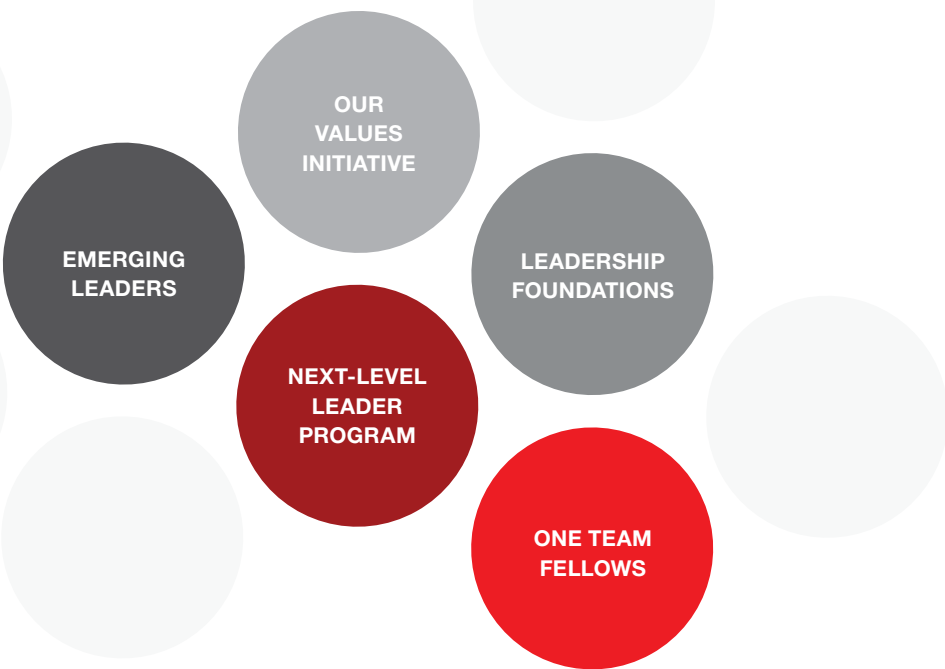 OUR
VALUES
INITIATIVE
EMERGING
LEADERS
LEADERSHIP
FOUNDATIONS
NEXT-LEVEL
LEADER
PROGRAM
ONE TEAM
FELLOWS